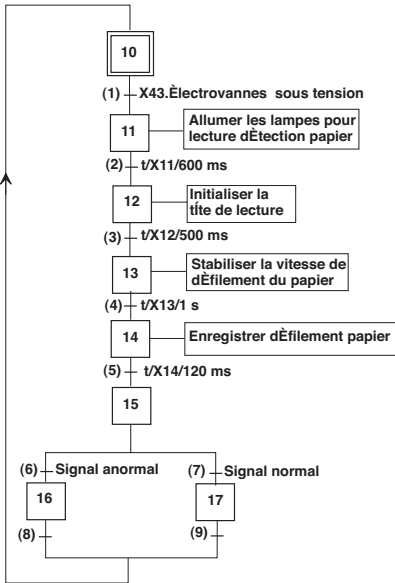 10
(1) X43.Èlectrovannes sous tension
11
Allumer les lampes pour
lecture dÈtection papier
(2) t/X11/600 ms
12
Initialiser la
tÍte de lecture
(3) t/X12/500 ms
13
Stabiliser la vitesse de
dÈfilement du papier
(4) t/X13/1 s
14
Enregistrer dÈfilement papier
(5) t/X14/120 ms
15
(6) Signal anormal
(7) Signal normal
16
17
(8)
(9)